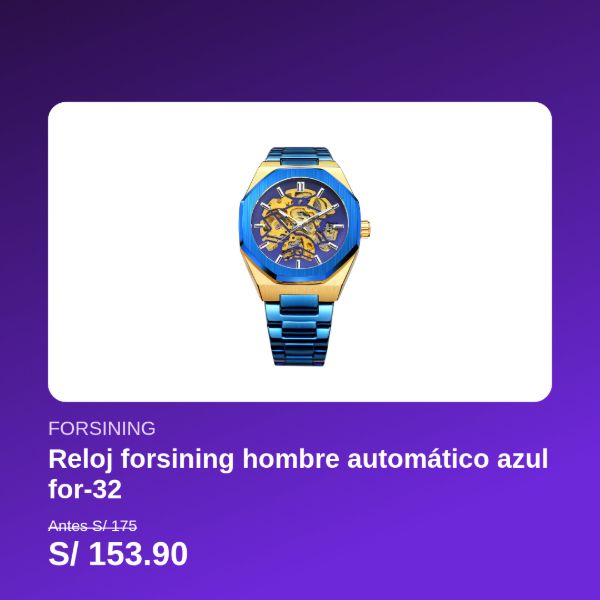 FORSINING
Reloj forsining hombre automático azul
for-32
Antes S/ 175
S/ 153.90